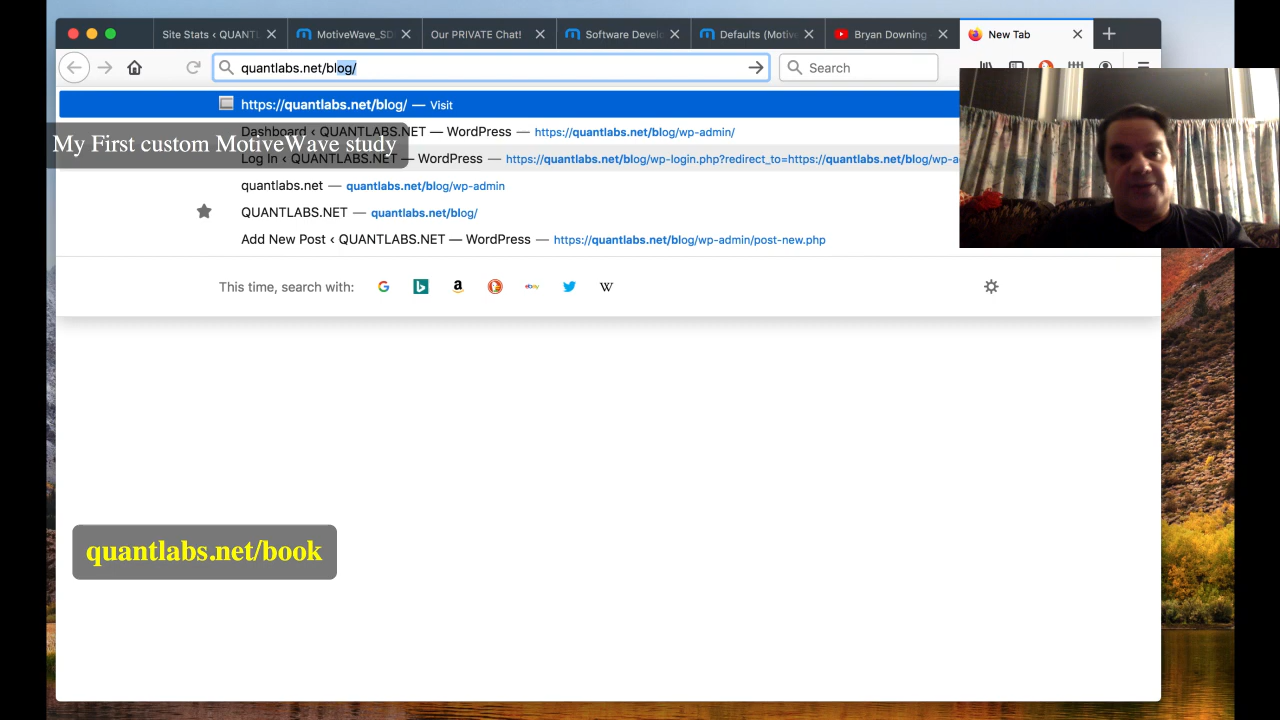 Site Stats ‹ QUANTL
MotiveWave_SD
Our PRIVATE Chat!
Software Develo
Defaults (Motive
Bryan Downing
New Tab
quantlabs.net/blog/
Search
https://quantlabs.net/blog/ — Visit
Dashboard ‹ QUANTLABS.NET — WordPress — https://quantlabs.net/blog/wp-admin/
My First custom MotiveWave study
Log In ‹ QUANTLABS.NET — WordPress — https://quantlabs.net/blog/wp-login.php?redirect_to=https://quantlabs.net/blog/wp-a
quantlabs.net — quantlabs.net/blog/wp-admin
QUANTLABS.NET — quantlabs.net/blog/
Add New Post ‹ QUANTLABS.NET — WordPress — https://quantlabs.net/blog/wp-admin/post-new.php
This time, search with:
ebay
quantlabs.net/book